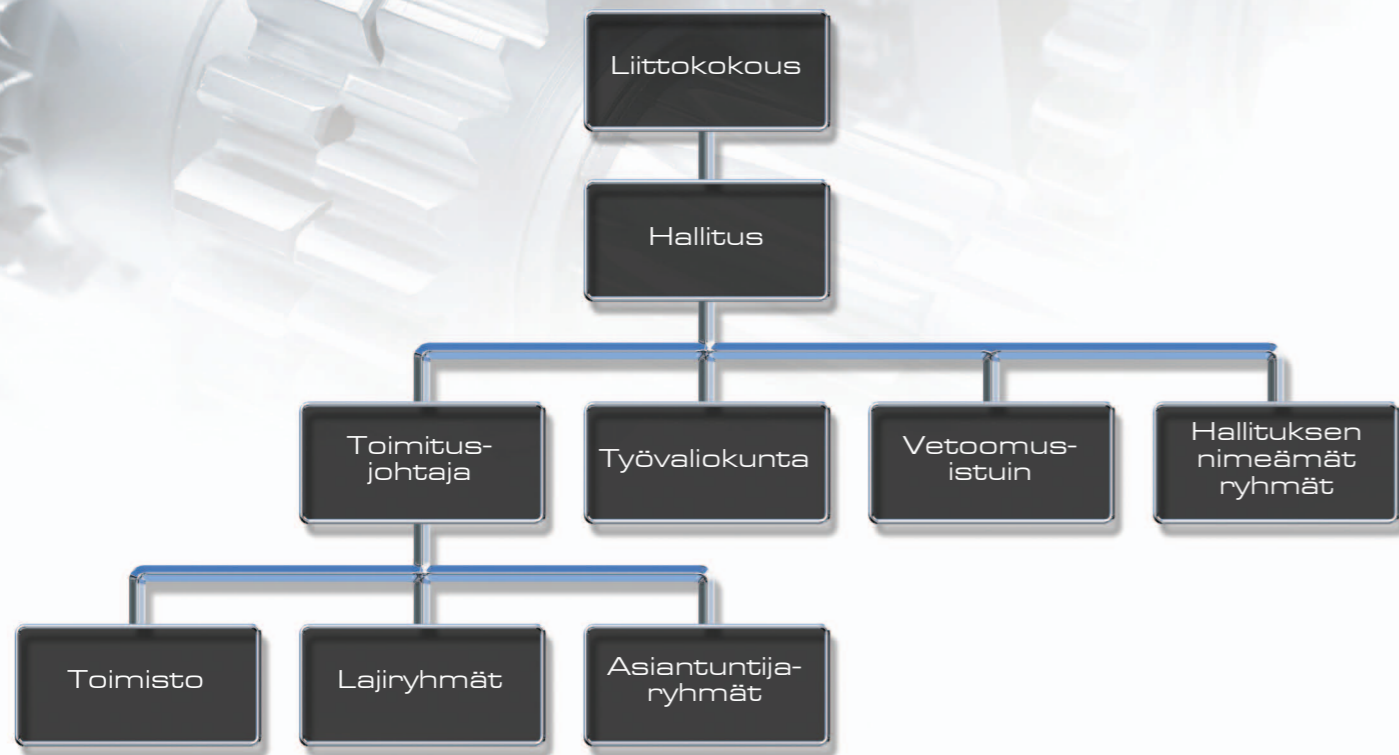 Liittokokous
Hallitus
Toimitus-
johtaja
Työvaliokunta
Vetoomus-
istuin
Hallituksen
nimeämät
ryhmät
Toimisto
Lajiryhmät
Asiantuntija-
ryhmät